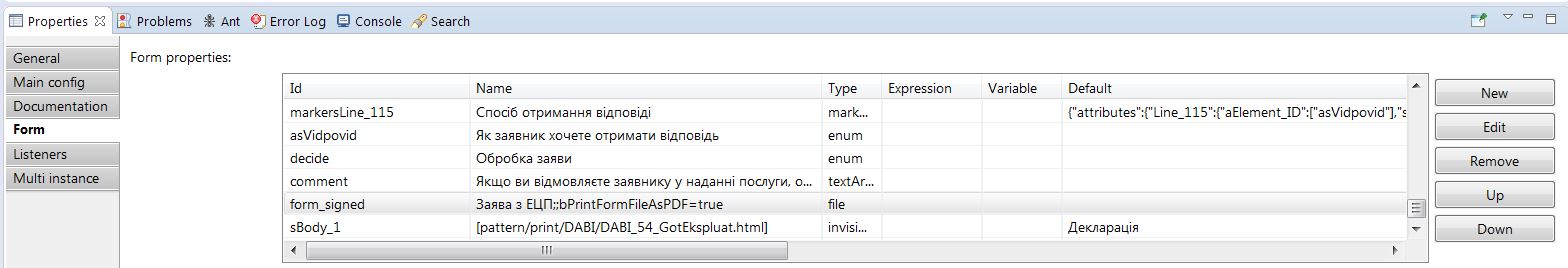 Properties Problems Ant Error Log Console Search
General
Main config
Documentation
Form
Listeners
Multi instance
Form properties:
Id Name Type Expression Variable Default
markersLine_115 Спосіб отримання відповіді mark... {"attributes":{"Line_115":{"aElement_ID":["asVidpovid"],"s
asVidpovid Як заявник хочете отримати відповідь enum
decide Обробка заяви enum
comment Якщо ви відмовляєте заявнику у наданні послуги, о... textAr...
form_signed Заява з ЕЦП;;bPrintFormFileAsPDF=true file
sBody_1 [pattern/print/DABI/DABI_54_GotEkspluat.html] invisi... Декларація
New
Edit
Remove
Up
Down